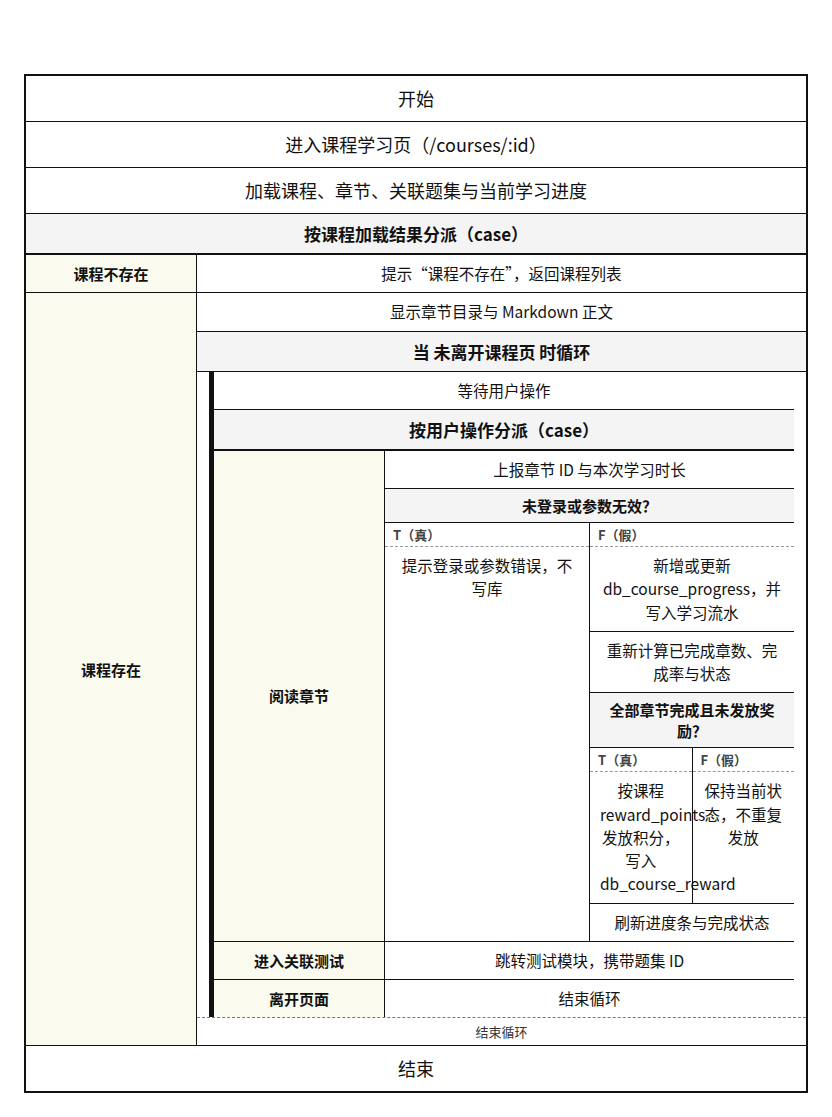 开始
进入课程学习页（/courses/:id）
加载课程、章节、关联题集与当前学习进度
按课程加载结果分派（case）
课程不存在
提示“课程不存在”，返回课程列表
课程存在
显示章节目录与 Markdown 正文
当 未离开课程页 时循环
等待用户操作
按用户操作分派（case）
阅读章节
上报章节 ID 与本次学习时长
未登录或参数无效？
T（真）
提示登录或参数错误，不
写库
F（假）
新增或更新
db_course_progress，并
写入学习流水
重新计算已完成章数、完
成率与状态
全部章节完成且未发放奖
励？
T（真）
按课程
reward_points
发放积分，
写入
db_course_reward
F（假）
保持当前状
态，不重复
发放
刷新进度条与完成状态
进入关联测试
跳转测试模块，携带题集 ID
离开页面
结束循环
结束循环
结束